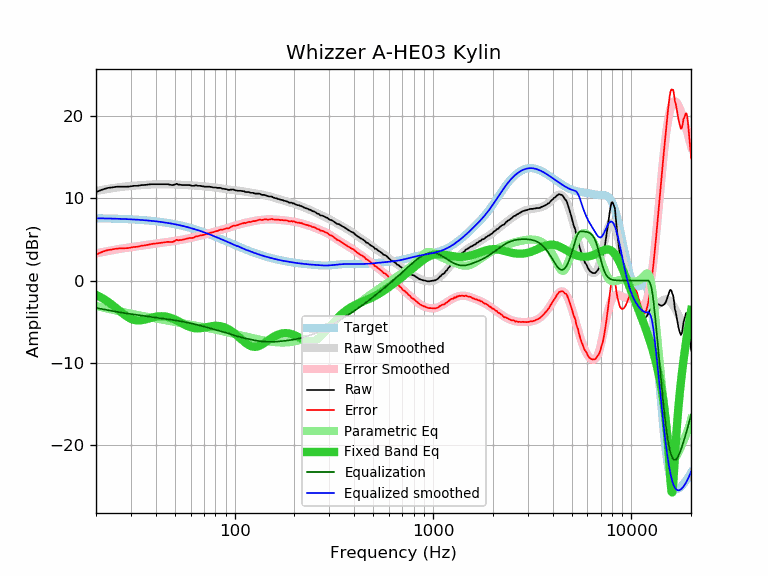 Whizzer A-HE03 Kylin
Amplitude (dBr)
20
10
0
−10
−20
Target
Raw Smoothed
Error Smoothed
Raw
Error
Parametric Eq
Fixed Band Eq
Equalization
Equalized smoothed
100
1000
10000
Frequency (Hz)